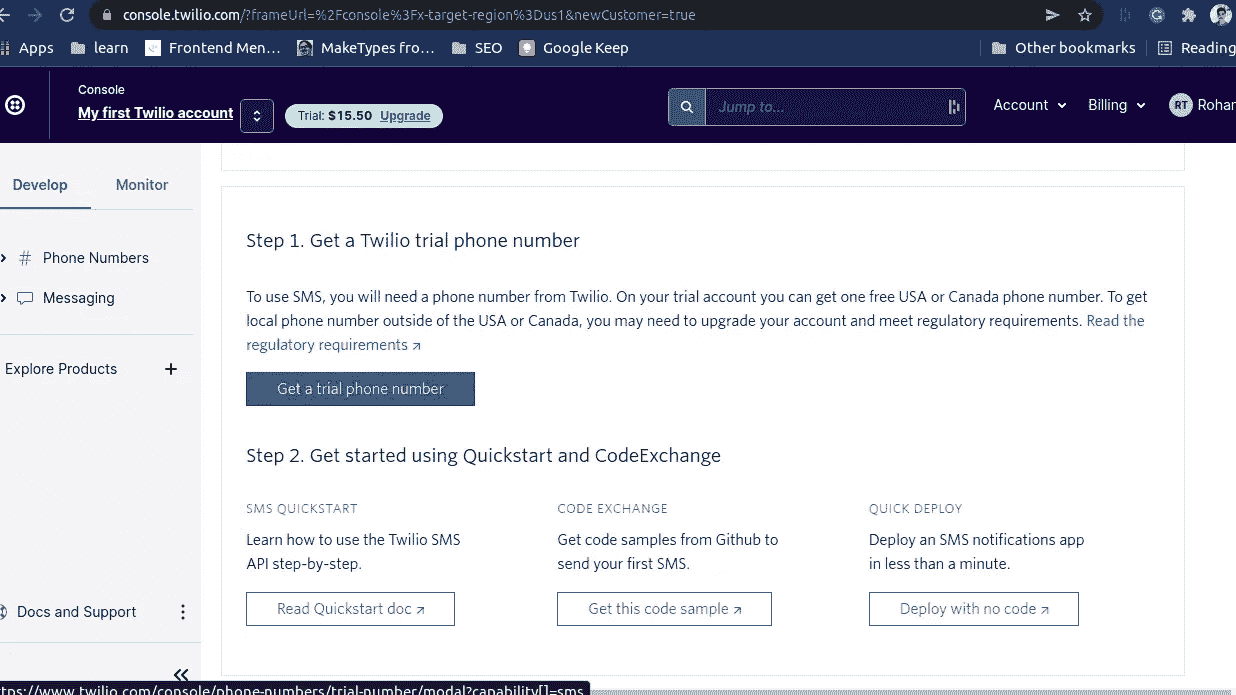 console.twilio.com/?frameUrl=%2Fconsole%3Fx-target-region%3Dus1&newCustomer=true
Apps learn Frontend Men... MakeTypes fro... SEO Google Keep Other bookmarks Reading
Console
My first Twilio account
Trial: $15.50 Upgrade
Jump to...
Account
Billing
RT Rohan
Develop Monitor
Phone Numbers
Messaging
Explore Products +
Docs and Support
Step 1. Get a Twilio trial phone number
To use SMS, you will need a phone number from Twilio. On your trial account you can get one free USA or Canada phone number. To get
local phone number outside of the USA or Canada, you may need to upgrade your account and meet regulatory requirements. Read the
regulatory requirements ↗
Get a trial phone number
Step 2. Get started using Quickstart and CodeExchange
SMS QUICKSTART
Learn how to use the Twilio SMS
API step-by-step.
Read Quickstart doc ↗
CODE EXCHANGE
Get code samples from Github to
send your first SMS.
Get this code sample ↗
QUICK DEPLOY
Deploy an SMS notifications app
in less than a minute.
Deploy with no code ↗
ttps://www.twilio.com/console/phone-numbers/trial-number/modal?capability[]=sms